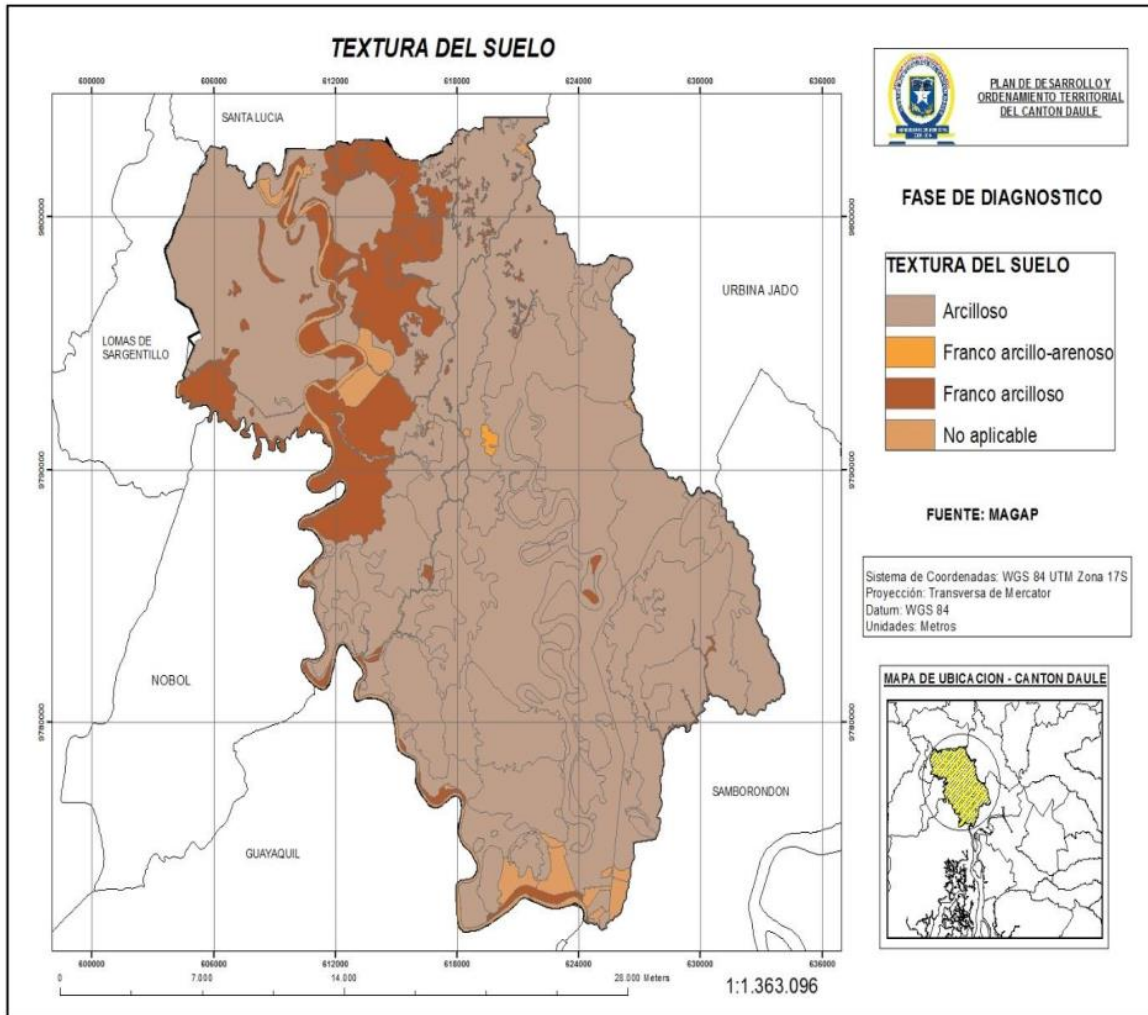 TEXTURA DEL SUELO
600000 606000 612000 618000 624000 630000 636000
SANTA LUCIA
9800000 9800000
URBINA JADO
LOMAS DE
SARGENTILLO
9790000 9790000
NOBOL
9780000 9780000
SAMBORONDON
GUAYAQUIL
600000 606000 612000 618000 624000 630000 636000
0 7.000 14.000 28.000 Meters
1:1.363.096
PLAN DE DESARROLLO Y
ORDENAMIENTO TERRITORIAL
DEL CANTON DAULE
FASE DE DIAGNOSTICO
TEXTURA DEL SUELO
Arcilloso
Franco arcillo-arenoso
Franco arcilloso
No aplicable
FUENTE: MAGAP
Sistema de Coordenadas: WGS 84 UTM Zona 17S
Proyección: Transversa de Mercator
Datum: WGS 84
Unidades: Metros
MAPA DE UBICACION - CANTON DAULE